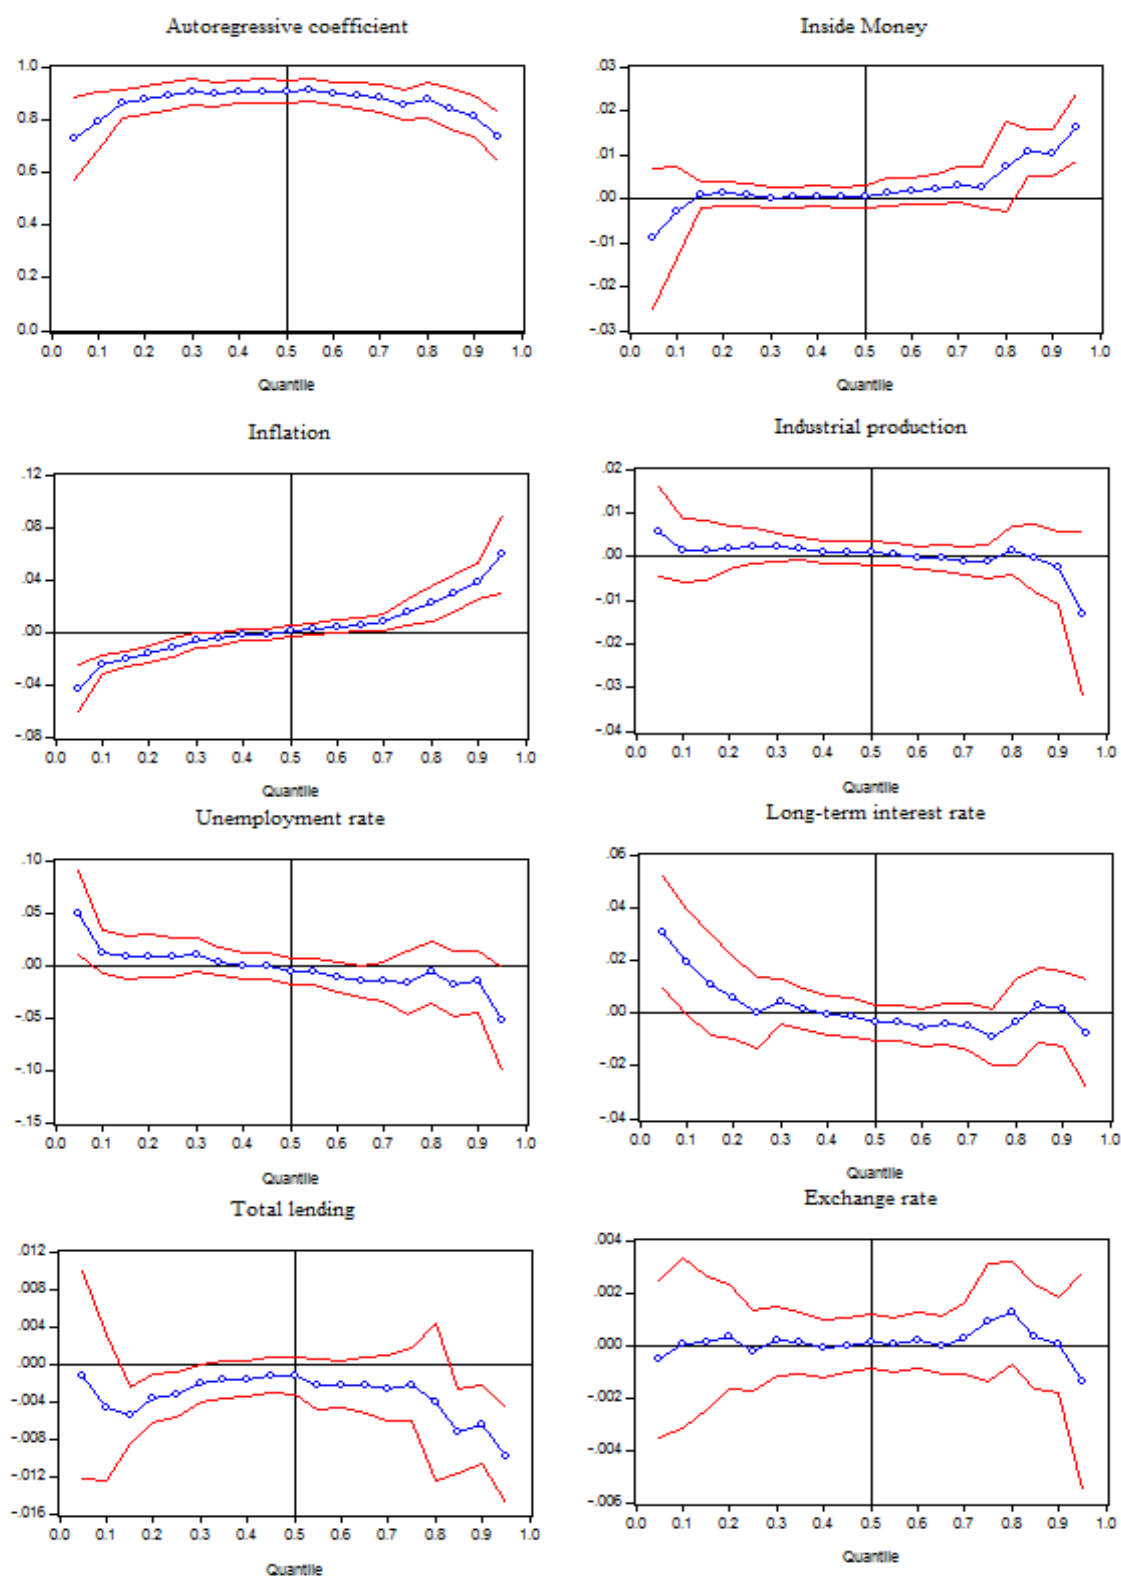 Autoregressive coefficient
1.0
0.8
0.6
0.4
0.2
0.0
0.0 0.1 0.2 0.3 0.4 0.5 0.6 0.7 0.8 0.9 1.0
Quantile
Inside Money
.03
.02
.01
.00
-.01
-.02
-.03
0.0 0.1 0.2 0.3 0.4 0.5 0.6 0.7 0.8 0.9 1.0
Quantile
Inflation
.12
.08
.04
.00
-.04
-.08
0.0 0.1 0.2 0.3 0.4 0.5 0.6 0.7 0.8 0.9 1.0
Quantile
Industrial production
.02
.01
.00
-.01
-.02
-.03
-.04
0.0 0.1 0.2 0.3 0.4 0.5 0.6 0.7 0.8 0.9 1.0
Quantile
Unemployment rate
.10
.05
.00
-.05
-.10
-.15
0.0 0.1 0.2 0.3 0.4 0.5 0.6 0.7 0.8 0.9 1.0
Quantile
Long-term interest rate
.06
.04
.02
.00
-.02
-.04
0.0 0.1 0.2 0.3 0.4 0.5 0.6 0.7 0.8 0.9 1.0
Quantile
Total lending
.012
.008
.004
.000
-.004
-.008
-.012
-.016
0.0 0.1 0.2 0.3 0.4 0.5 0.6 0.7 0.8 0.9 1.0
Quantile
Exchange rate
.004
.002
.000
-.002
-.004
-.006
0.0 0.1 0.2 0.3 0.4 0.5 0.6 0.7 0.8 0.9 1.0
Quantile